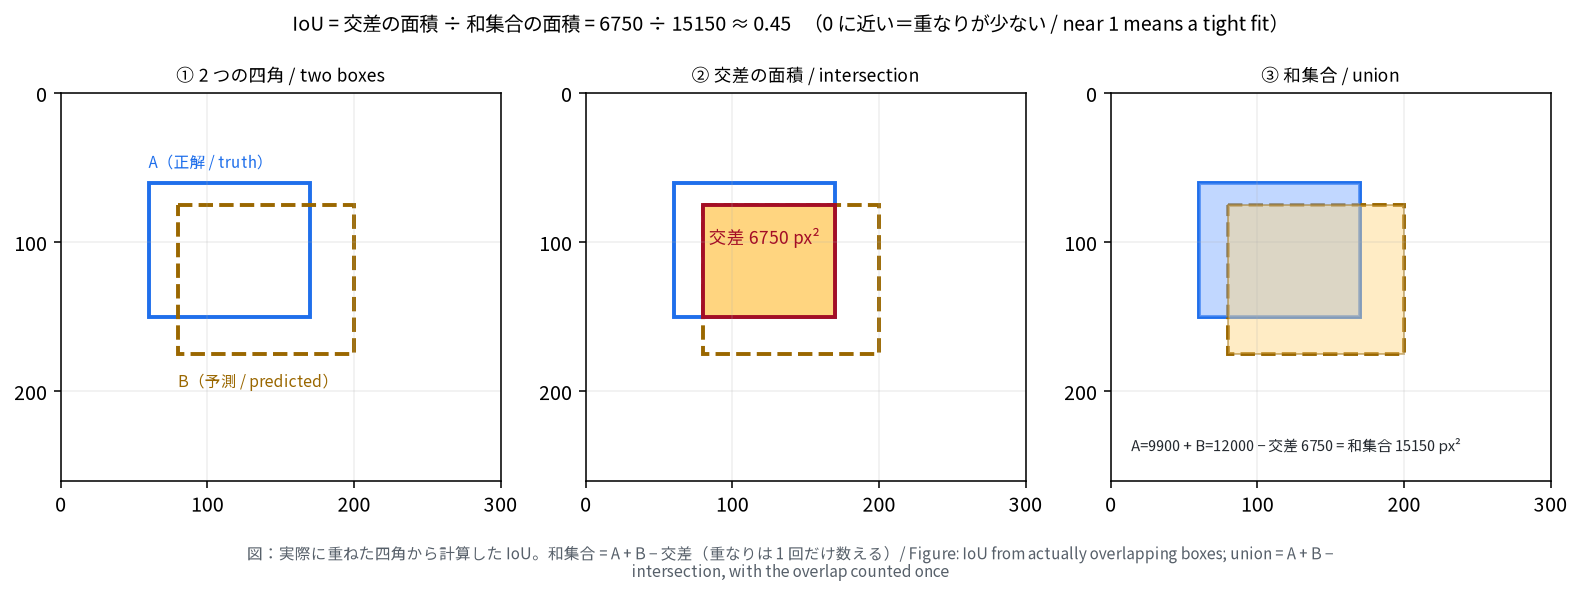 IoU = 交差の面積 ÷ 和集合の面積 = 6750 ÷ 15150 ≈ 0.45 （0 に近い＝重なりが少ない / near 1 means a tight fit）
① 2 つの四角 / two boxes
0
100
200
A（正解 / truth）
B（予測 / predicted）
0 100 200 300
② 交差の面積 / intersection
0
100
200
交差 6750 px²
0 100 200 300
③ 和集合 / union
0
100
200
A=9900 + B=12000 − 交差 6750 = 和集合 15150 px²
0 100 200 300
図：実際に重ねた四角から計算した IoU。和集合 = A + B − 交差（重なりは 1 回だけ数える）/ Figure: IoU from actually overlapping boxes; union = A + B −
intersection, with the overlap counted once